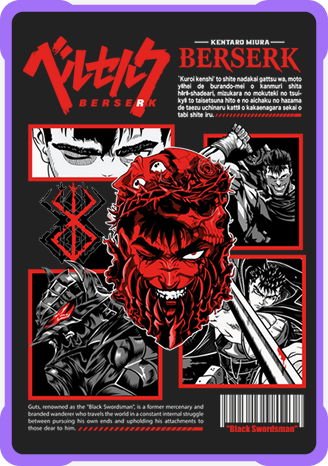 ベルセルク
BERSERK
KENTARO MIURA
BERSERK
"Kuroi kenshi" to shite nadakai gattsu wa, moto
yōhei de burando-mei o kanmuri shita
hōrō-shadeari, mizukara no mokuteki no tsui-
kyū to taisetsuna hito e no aichaku no hazama
de taezu uchinaru kattō o kakaenagara sekai o
tabi shite iru.
Guts, renowned as the "Black Swordsman", is a former mercenary and
branded wanderer who travels the world in a constant internal struggle
between pursuing his own ends and upholding his attachments to
those dear to him.
"Black Swordsman"